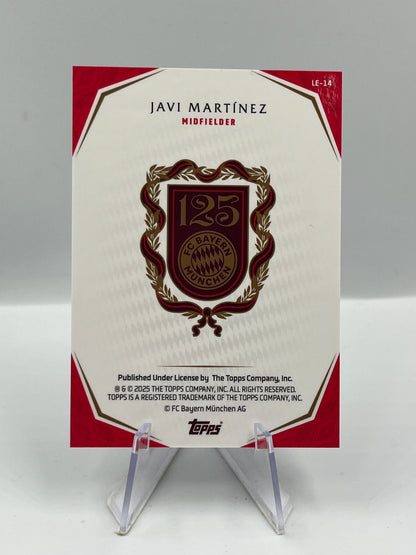 LE-14
JAVI MARTÍNEZ
MIDFIELDER
125
FC BAYERN
MÜNCHEN
Published Under License by The Topps Company, Inc.
® & © 2025 THE TOPPS COMPANY, INC. ALL RIGHTS RESERVED.
TOPPS IS A REGISTERED TRADEMARK OF THE TOPPS COMPANY, INC.
© FC Bayern München AG
topps